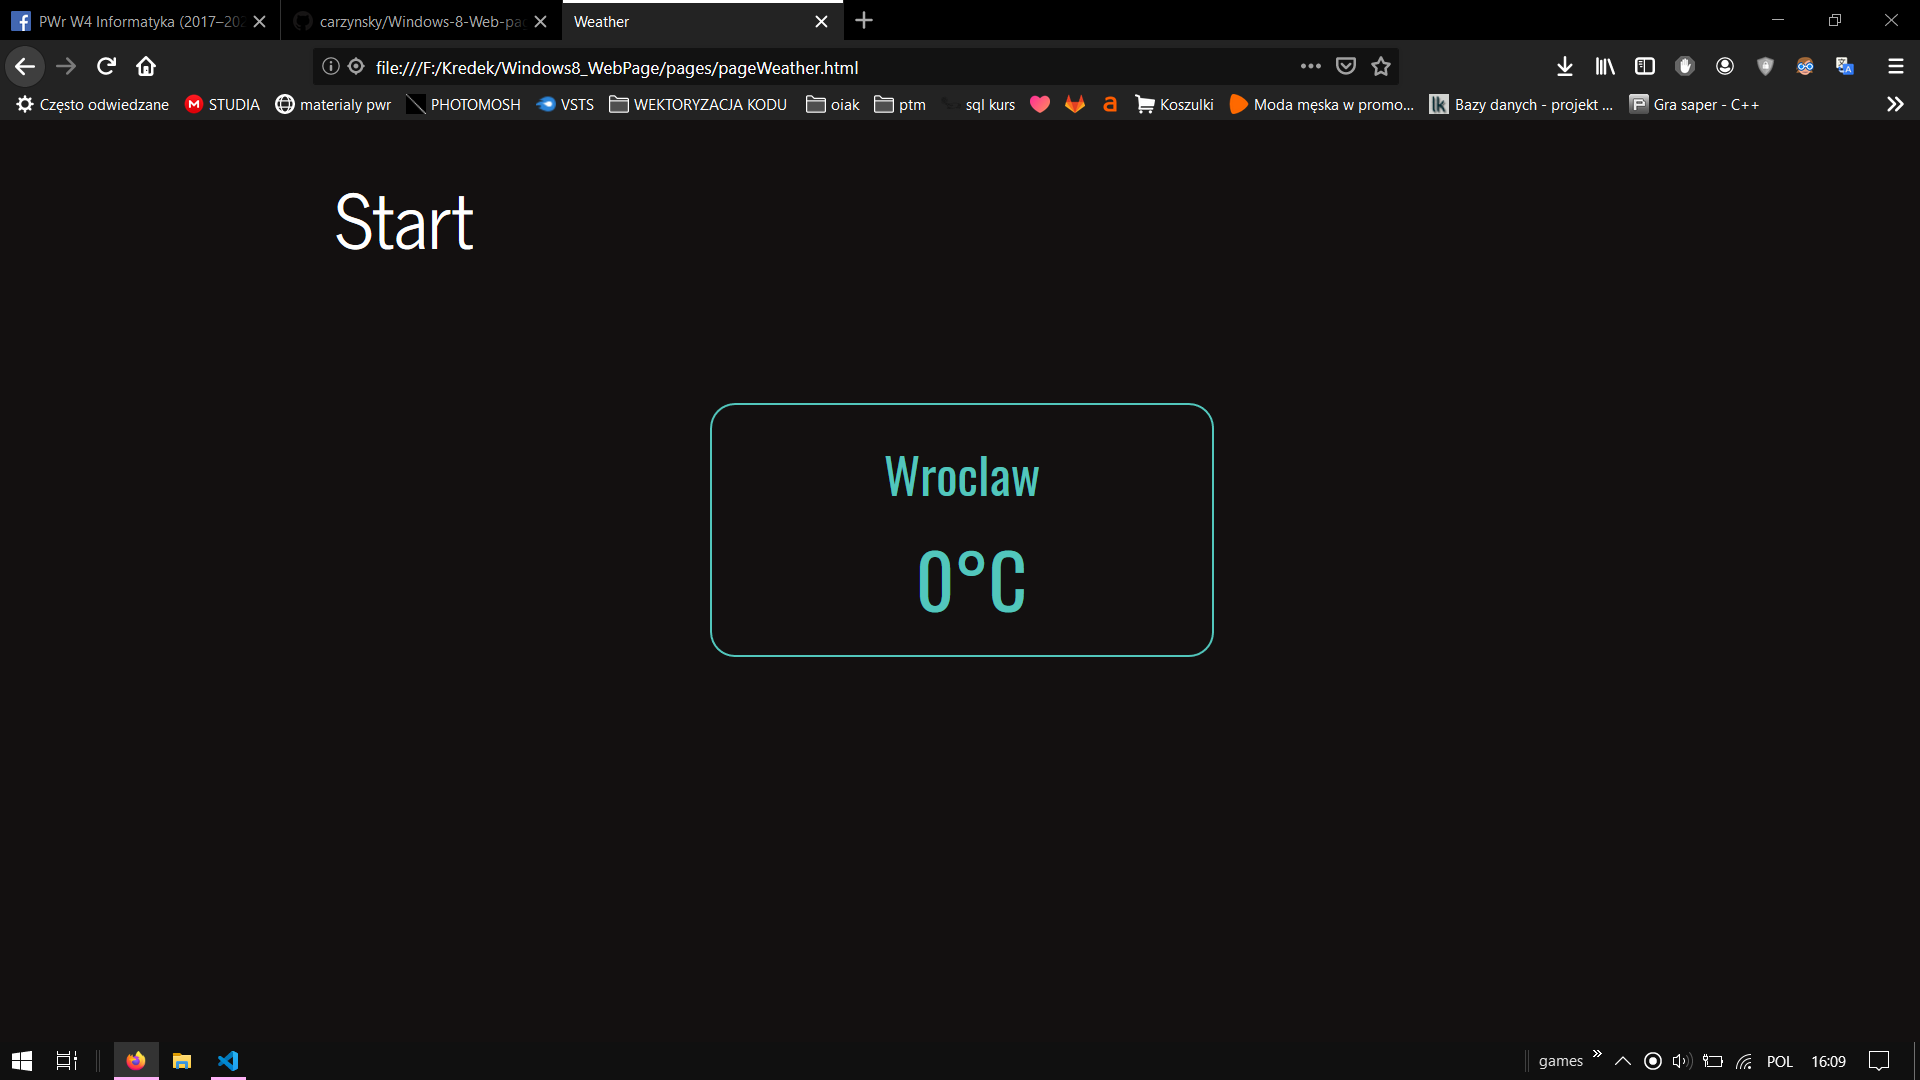 PWr W4 Informatyka (2017–202
carzynsky/Windows-8-Web-pag
Weather
file:///F:/Kredek/Windows8_WebPage/pages/pageWeather.html
Często odwiedzane
STUDIA
materialy pwr
PHOTOMOSH
VSTS
WEKTORYZACJA KODU
oiak
ptm
sql kurs
Koszulki
Moda męska w promo...
Bazy danych - projekt ...
Gra saper - C++
Start
Wroclaw
0°C
games
POL
16:09